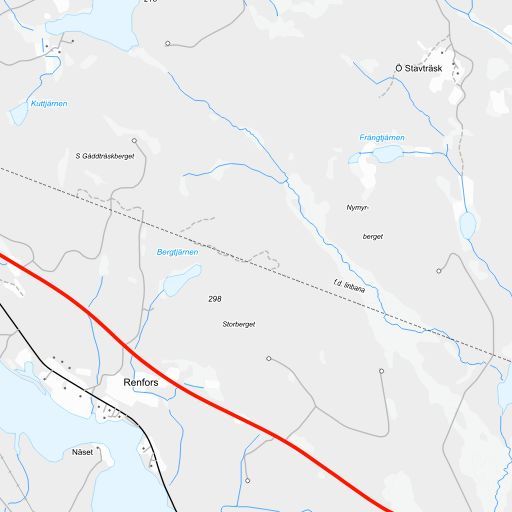 Ö Stavträsk
Kuttjärnen
Frängtjärnen
S Gäddträskberget
Nymyr-
berget
Bergtjärnen
f.d. linbana
298
Storberget
Renfors
Näset